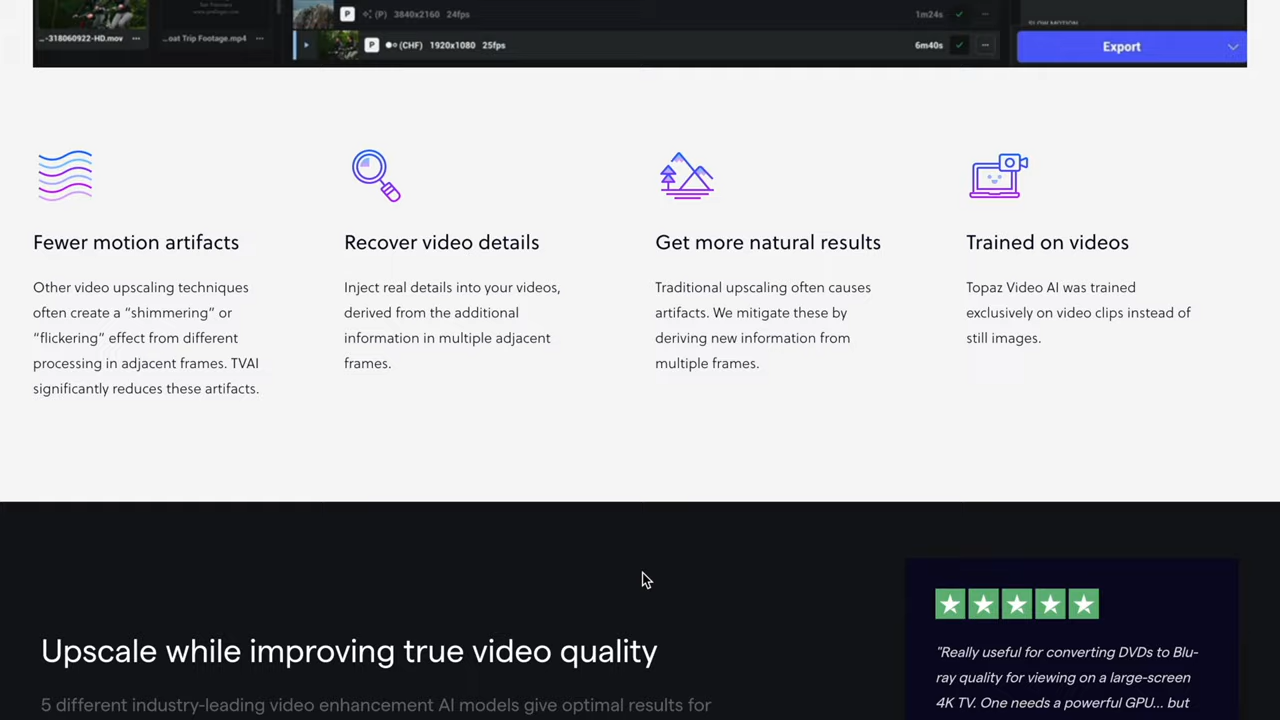 ...-318060922-HD.mov ...
...oat Trip Footage.mp4 ...
P (P) 3840x2160 24fps 1m24s ...
P (CHF) 1920x1080 25fps 6m40s ...
SLOW MOTION
Export
Fewer motion artifacts
Other video upscaling techniques
often create a “shimmering” or
“flickering” effect from different
processing in adjacent frames. TVAI
significantly reduces these artifacts.
Recover video details
Inject real details into your videos,
derived from the additional
information in multiple adjacent
frames.
Get more natural results
Traditional upscaling often causes
artifacts. We mitigate these by
deriving new information from
multiple frames.
Trained on videos
Topaz Video AI was trained
exclusively on video clips instead of
still images.
Upscale while improving true video quality
5 different industry-leading video enhancement AI models give optimal results for
"Really useful for converting DVDs to Blu-
ray quality for viewing on a large-screen
4K TV. One needs a powerful GPU... but